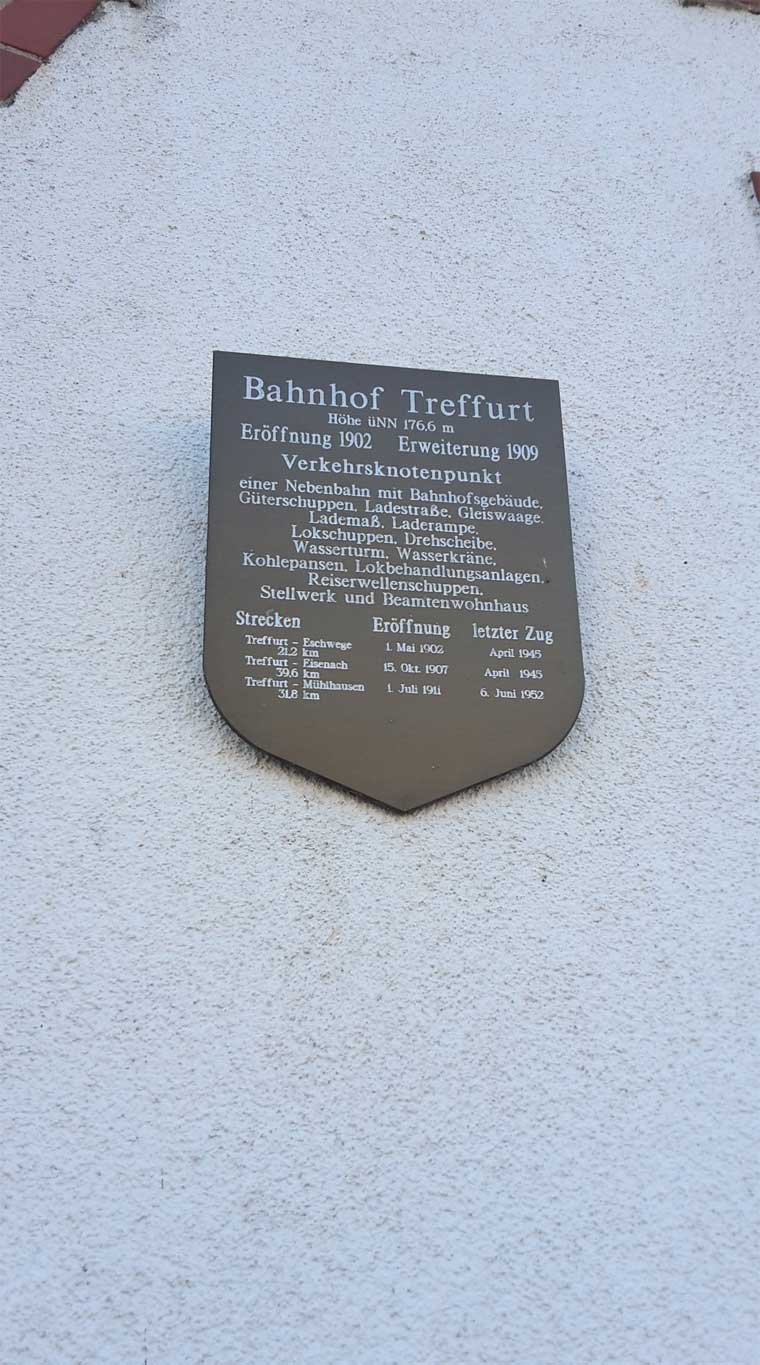 Bahnhof Treffurt
Höhe üNN 176,6 m
Eröffnung 1902 Erweiterung 1909
Verkehrsknotenpunkt
einer Nebenbahn mit Bahnhofsgebäude,
Güterschuppen, Ladestraße, Gleiswaage,
Lademaß, Laderampe,
Lokschuppen, Drehscheibe,
Wasserturm, Wasserkräne,
Kohlepansen, Lokbehandlungsanlagen,
Reiserwellenschuppen,
Stellwerk und Beamtenwohnhaus
Strecken Eröffnung letzter Zug
Treffurt - Eschwege 1. Mai 1902 April 1945
21,2 km
Treffurt - Eisenach 15. Okt. 1907 April 1945
39,6 km
Treffurt - Mühlhausen 1. Juli 1911 6. Juni 1952
31,8 km